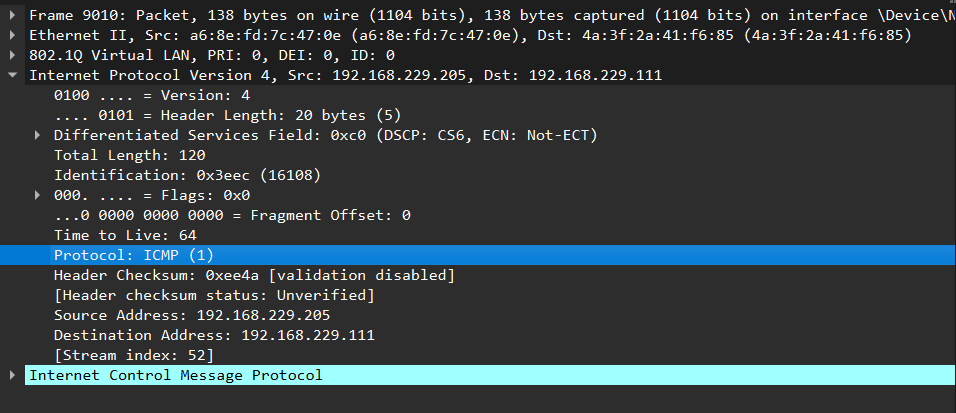 Frame 9010: Packet, 138 bytes on wire (1104 bits), 138 bytes captured (1104 bits) on interface \Device\N
Ethernet II, Src: a6:8e:fd:7c:47:0e (a6:8e:fd:7c:47:0e), Dst: 4a:3f:2a:41:f6:85 (4a:3f:2a:41:f6:85)
802.1Q Virtual LAN, PRI: 0, DEI: 0, ID: 0
Internet Protocol Version 4, Src: 192.168.229.205, Dst: 192.168.229.111
0100 .... = Version: 4
.... 0101 = Header Length: 20 bytes (5)
Differentiated Services Field: 0xc0 (DSCP: CS6, ECN: Not-ECT)
Total Length: 120
Identification: 0x3eec (16108)
000. .... = Flags: 0x0
...0 0000 0000 0000 = Fragment Offset: 0
Time to Live: 64
Protocol: ICMP (1)
Header Checksum: 0xee4a [validation disabled]
[Header checksum status: Unverified]
Source Address: 192.168.229.205
Destination Address: 192.168.229.111
[Stream index: 52]
Internet Control Message Protocol